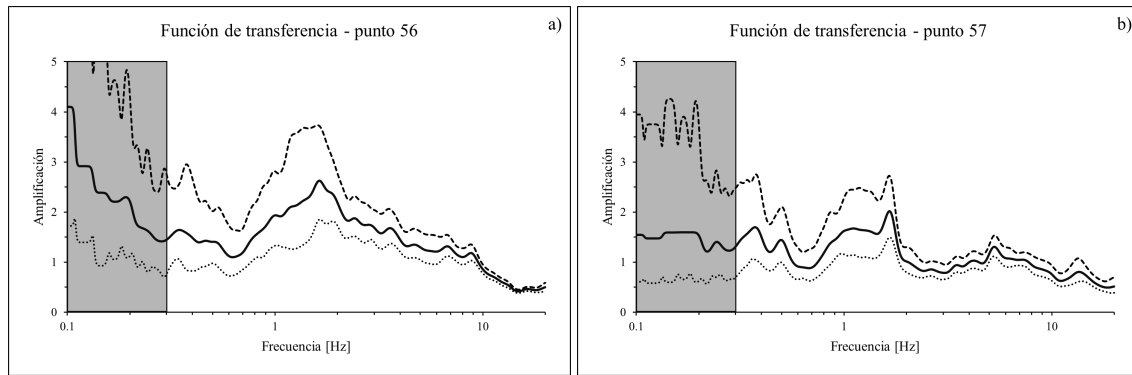 a)
Función de transferencia - punto 56
5
4
3
2
1
0
Amplificación
0.1
1
10
Frecuencia [Hz]
b)
Función de transferencia - punto 57
5
4
3
2
1
0
Amplificación
0.1
1
10
Frecuencia [Hz]